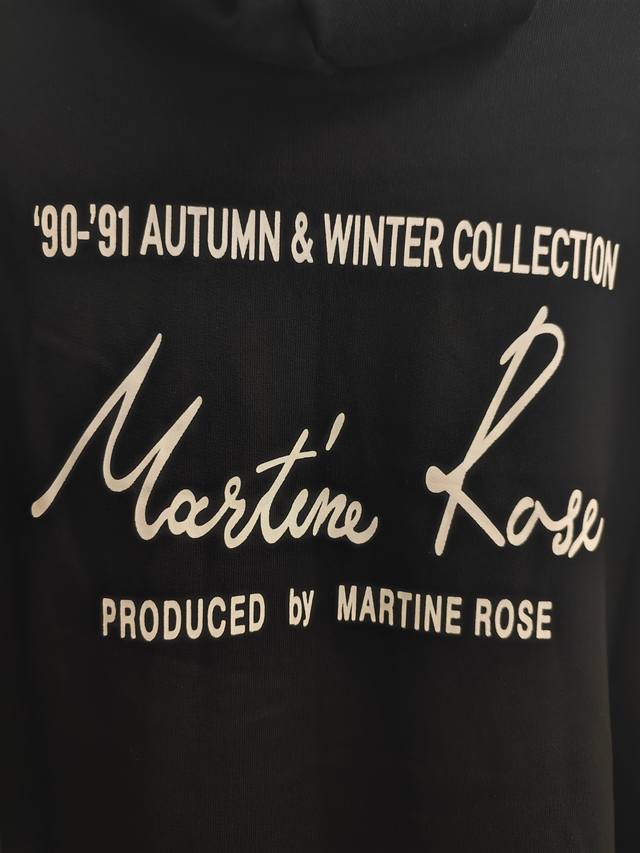 ‘90-’91 AUTUMN & WINTER COLLECTION
Martine Rose
PRODUCED by MARTINE ROSE